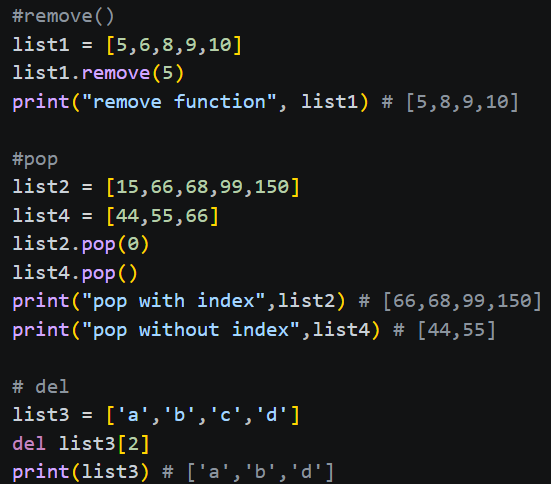 #remove()
list1 = [5,6,8,9,10]
list1.remove(5)
print("remove function", list1) # [5,8,9,10]
#pop
list2 = [15,66,68,99,150]
list4 = [44,55,66]
list2.pop(0)
list4.pop()
print("pop with index",list2) # [66,68,99,150]
print("pop without index",list4) # [44,55]
# del
list3 = ['a','b','c','d']
del list3[2]
print(list3) # ['a','b','d']